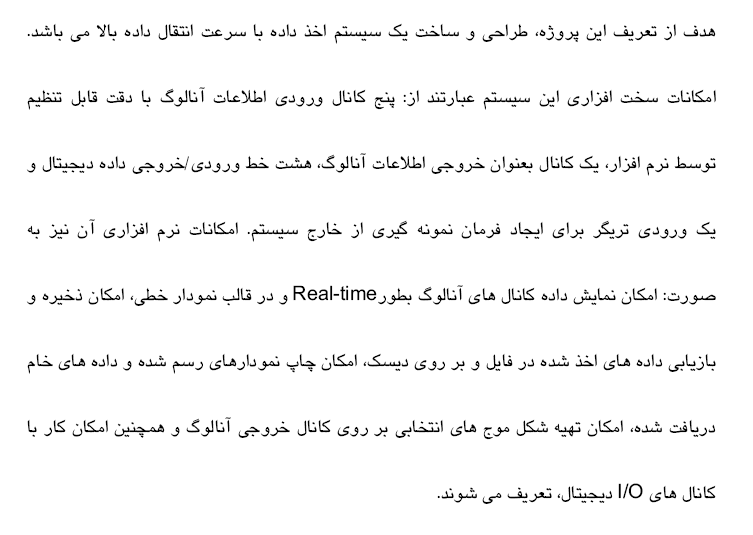 هدف از تعریف این پروژه، طراحی و ساخت یک سیستم اخذ داده با سرعت انتقال داده بالا می باشد.
امکانات سخت افزاری این سیستم عبارتند از: پنج کانال ورودی اطلاعات آنالوگ با دقت قابل تنظیم
توسط نرم افزار، یک کانال بعنوان خروجی اطلاعات آنالوگ، هشت خط ورودی/خروجی داده دیجیتال و
یک ورودی تریگر برای ایجاد فرمان نمونه گیری از خارج سیستم. امکانات نرم افزاری آن نیز به
صورت: امکان نمایش داده کانال های آنالوگ بطورReal-time و در قالب نمودار خطی، امکان ذخیره و
بازیابی داده های اخذ شده در فایل و بر روی دیسک، امکان چاپ نمودارهای رسم شده و داده های خام
دریافت شده، امکان تهیه شکل موج های انتخابی بر روی کانال خروجی آنالوگ و همچنین امکان کار با
کانال های I/O دیجیتال، تعریف می شوند.